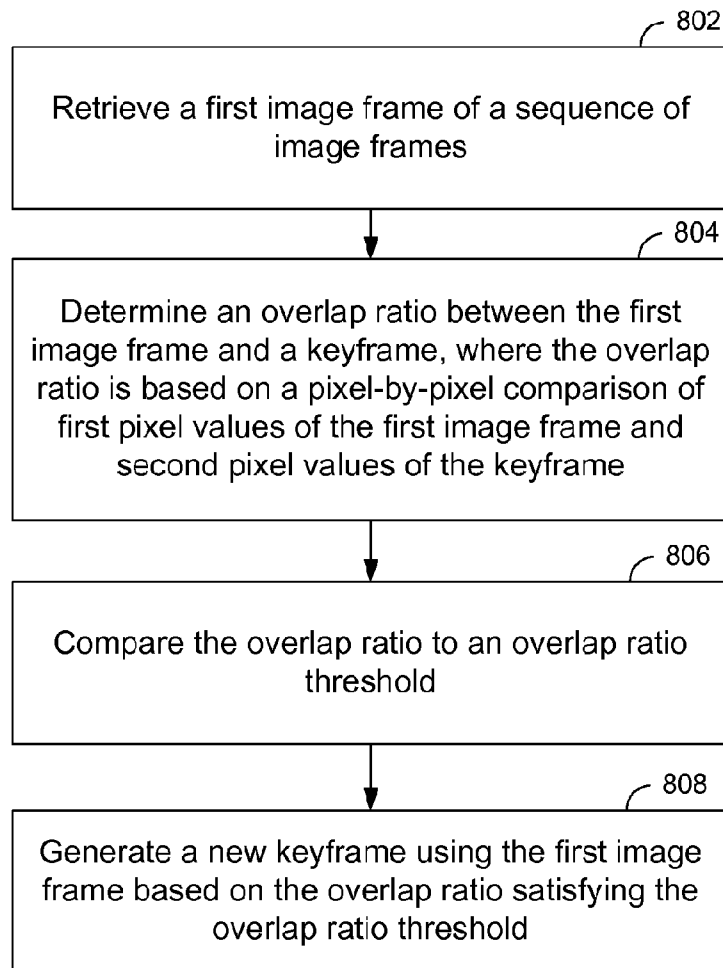 802
Retrieve a first image frame of a sequence of
image frames
804
Determine an overlap ratio between the first
image frame and a keyframe, where the overlap
ratio is based on a pixel-by-pixel comparison of
first pixel values of the first image frame and
second pixel values of the keyframe
806
Compare the overlap ratio to an overlap ratio
threshold
808
Generate a new keyframe using the first image
frame based on the overlap ratio satisfying the
overlap ratio threshold